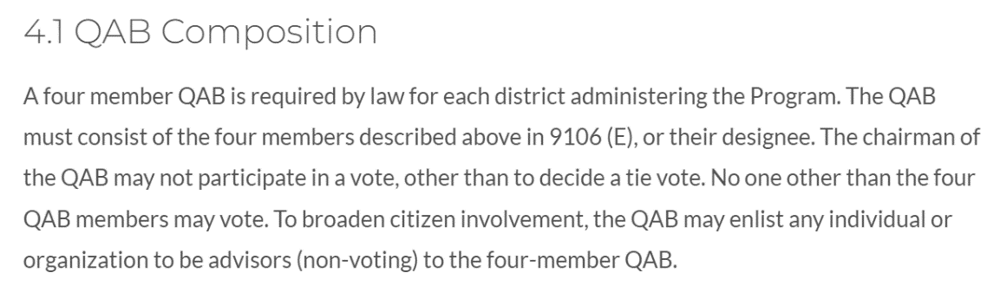 4.1 QAB Composition
A four member QAB is required by law for each district administering the Program. The QAB
must consist of the four members described above in 9106 (E), or their designee. The chairman of
the QAB may not participate in a vote, other than to decide a tie vote. No one other than the four
QAB members may vote. To broaden citizen involvement, the QAB may enlist any individual or
organization to be advisors (non-voting) to the four-member QAB.